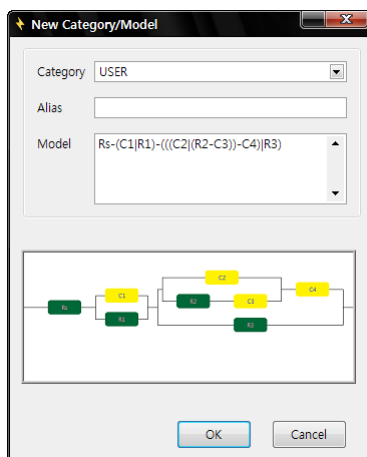 New Category/Model
Category USER
Alias
Model Rs-(C1|R1)-(((C2|(R2-C3))-C4)|R3)
C2
C1 R2 C3 C4
Rs
R1 R3
OK Cancel